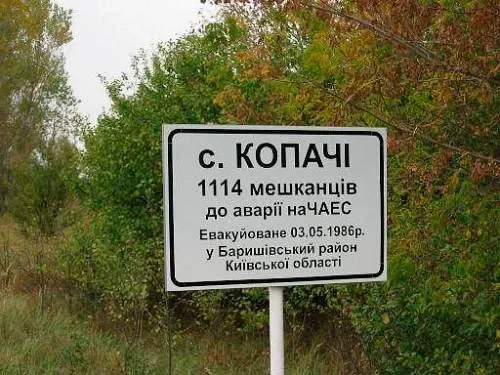 с. КОПАЧІ
1114 мешканців
до аварії наЧАЕС
Евакуйоване 03.05.1986р.
у Баришівський район
Київської області